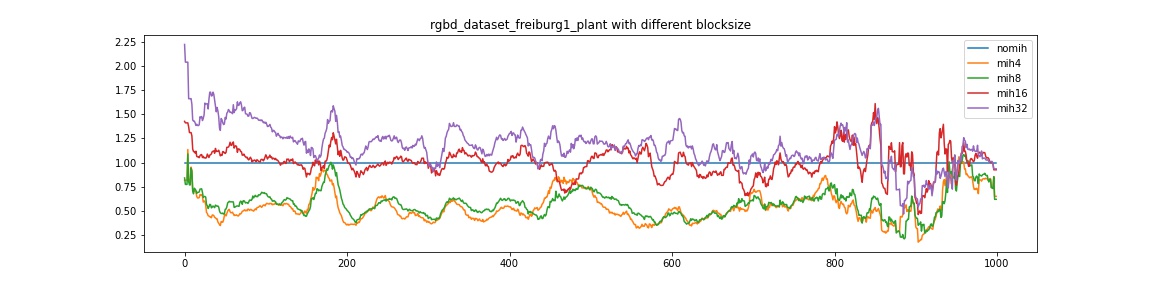 rgbd_dataset_freiburg1_plant with different blocksize
2.25
2.00
1.75
1.50
1.25
1.00
0.75
0.50
0.25
nomih
mih4
mih8
mih16
mih32
0 200 400 600 800 1000